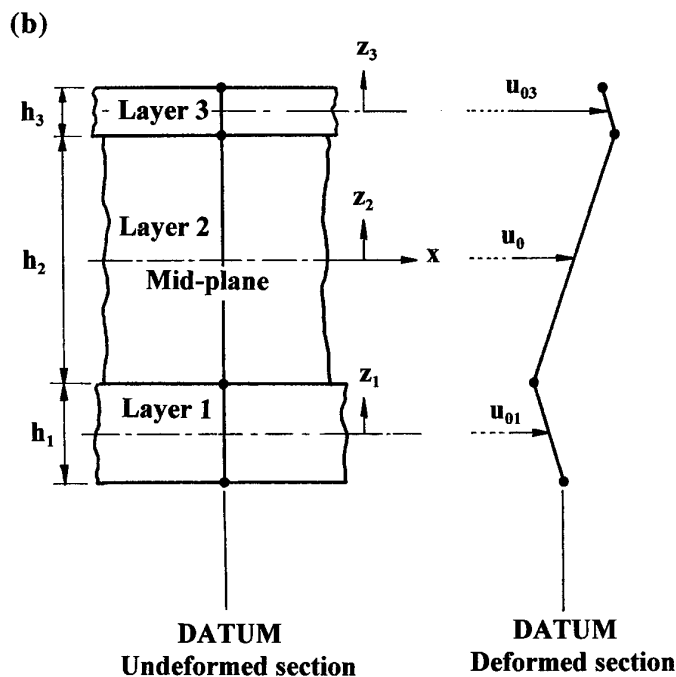 (b)
z₃
h₃
Layer 3
u₀₃
Layer 2
z₂
h₂
x
u₀
Mid-plane
z₁
Layer 1
h₁
u₀₁
DATUM
Undeformed section
DATUM
Deformed section